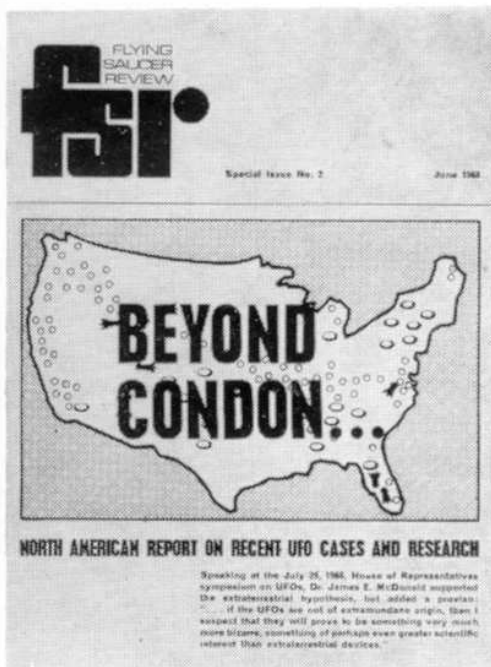 FLYING
SAUCER
REVIEW
fsr
Special Issue No. 2
June 1969
BEYOND
CONDON...
NORTH AMERICAN REPORT ON RECENT UFO CASES AND RESEARCH
Speaking at the July 29, 1968, House of Representatives
symposium on UFOs, Dr. James E. McDonald supported
the extraterrestrial hypothesis, but added a proviso:
"... if the UFOs are not of extramundane origin, then I
suspect that they will prove to be something very much
more bizarre, something of perhaps even greater scientific
interest than extraterrestrial devices."